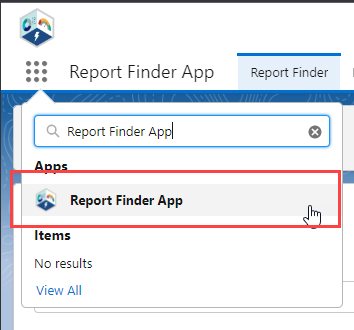 Report Finder App
Report Finder
Report Finder App
Apps
Report Finder App
Items
No results
View All